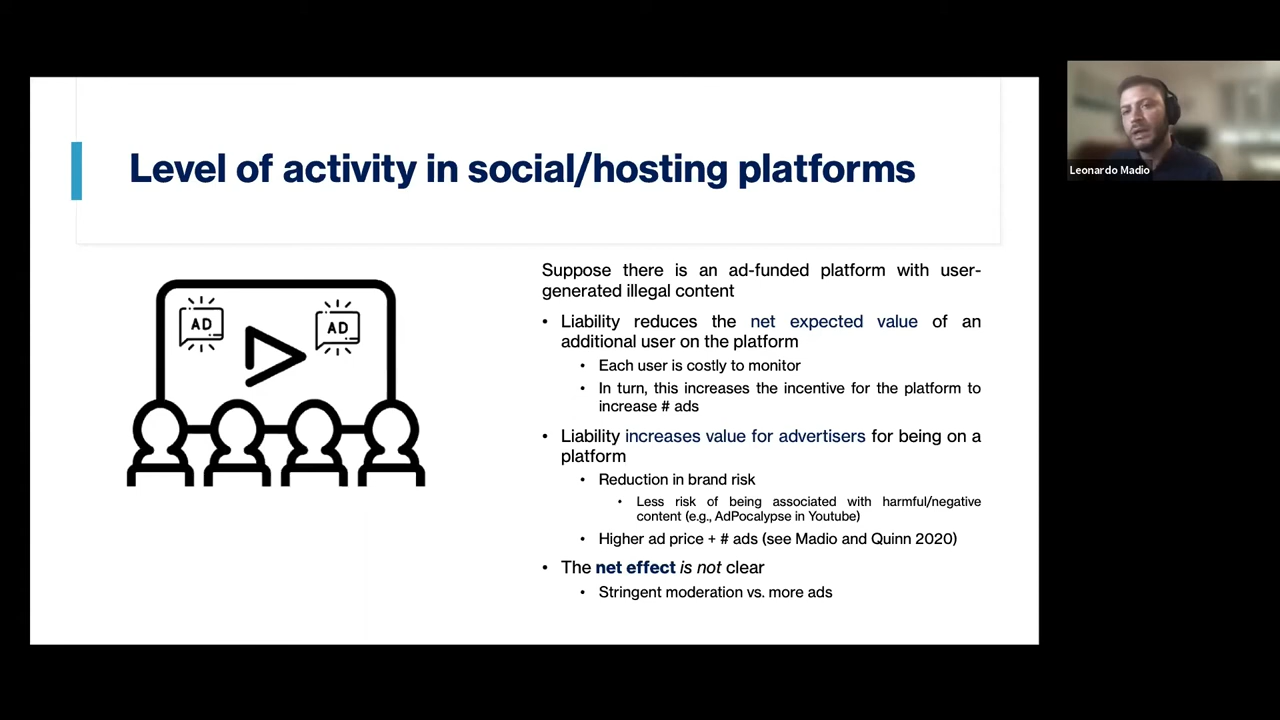 Level of activity in social/hosting platforms
Leonardo Madio
AD
AD
Suppose there is an ad-funded platform with user-
generated illegal content
• Liability reduces the net expected value of an
additional user on the platform
• Each user is costly to monitor
• In turn, this increases the incentive for the platform to
increase # ads
• Liability increases value for advertisers for being on a
platform
• Reduction in brand risk
• Less risk of being associated with harmful/negative
content (e.g., AdPocalypse in Youtube)
• Higher ad price + # ads (see Madio and Quinn 2020)
• The net effect is not clear
• Stringent moderation vs. more ads